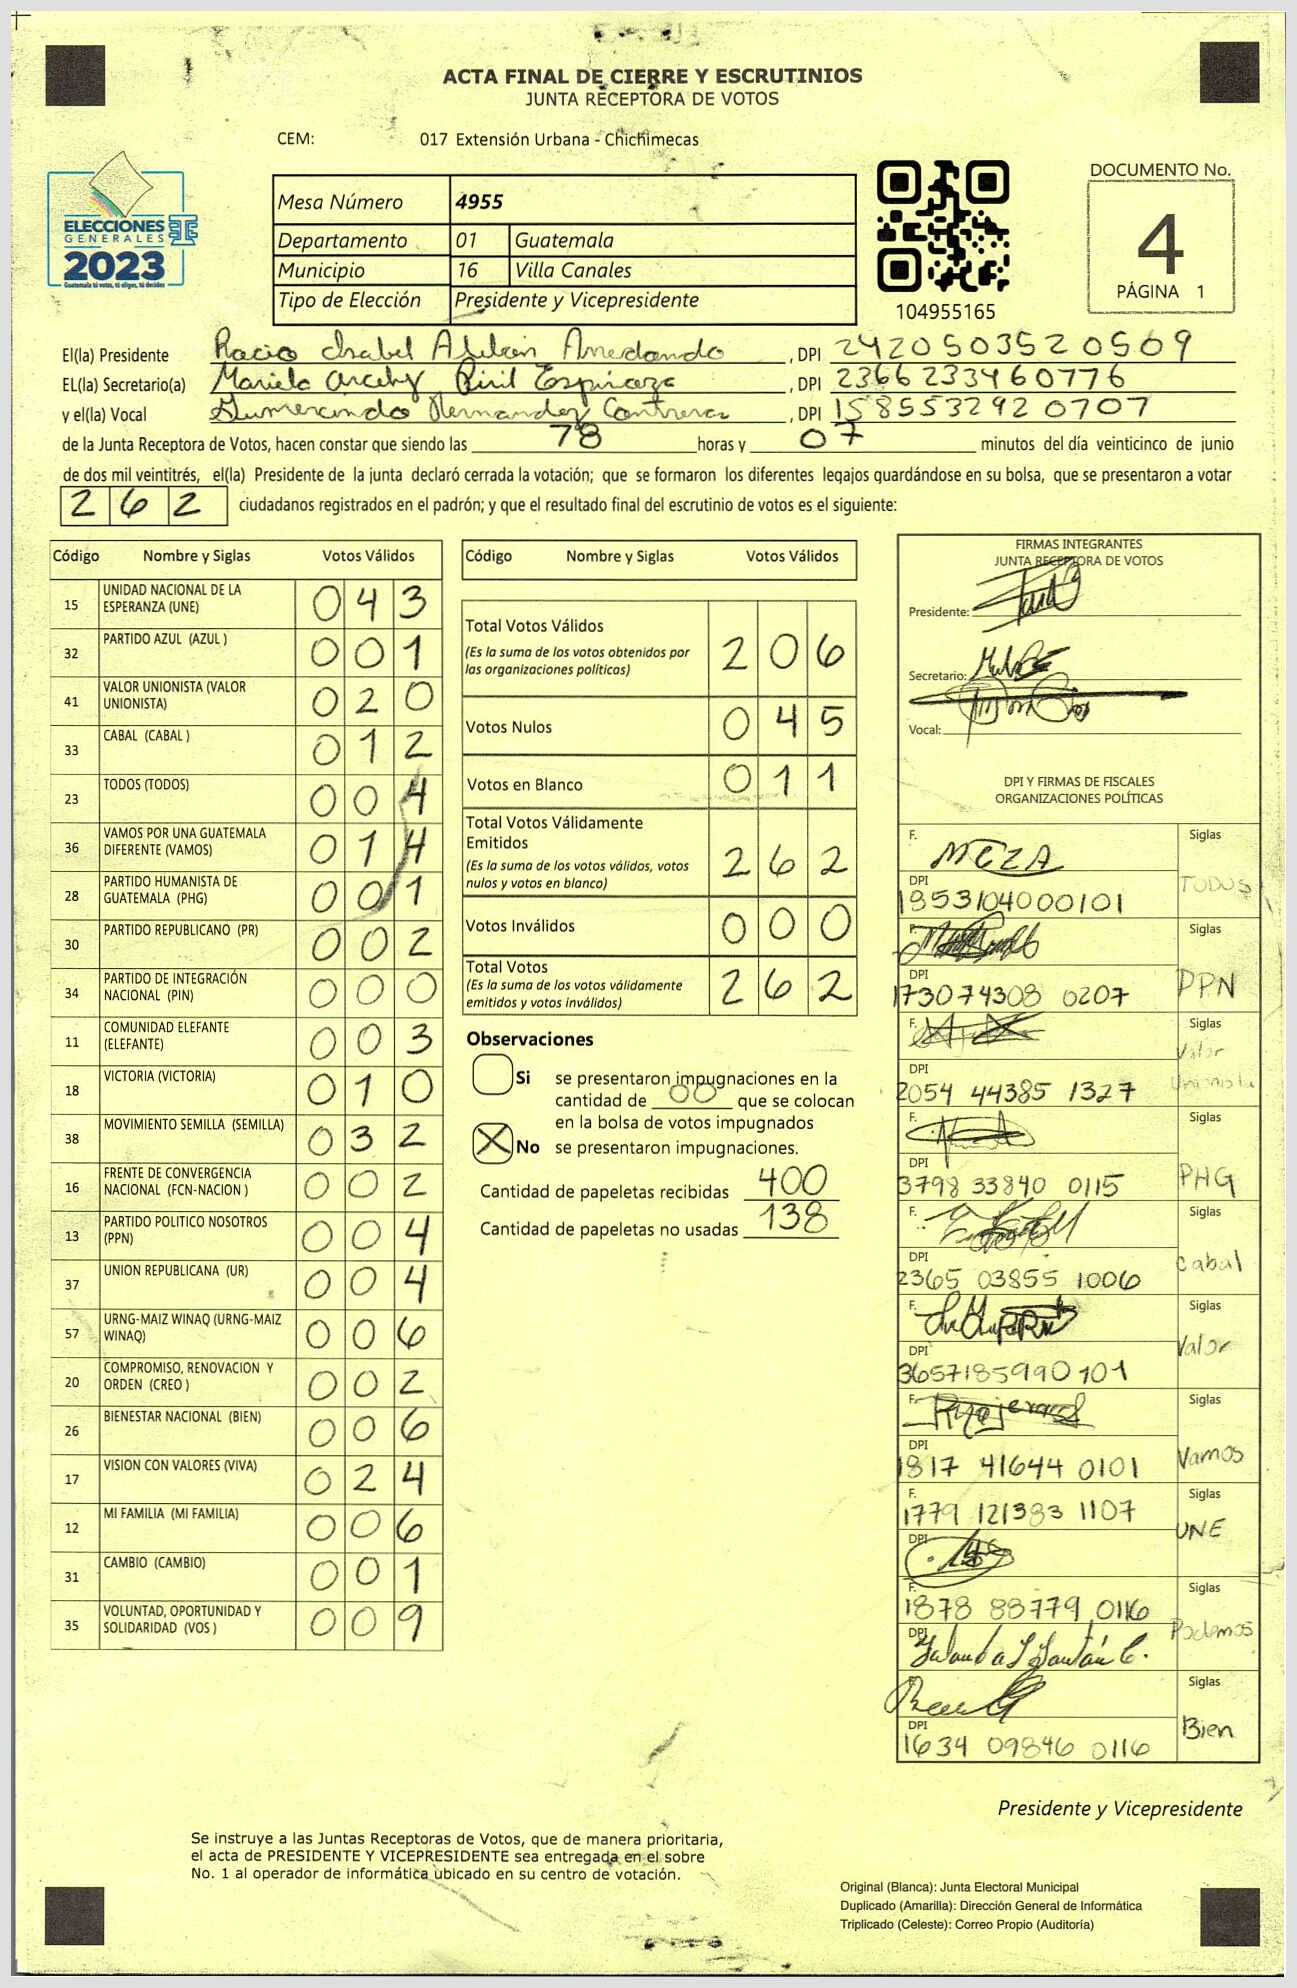 ACTA FINAL DE CIERRE Y ESCRUTINIOS
JUNTA RECEPTORA DE VOTOS
CEM: 017 Extensión Urbana - Chichimecas
ELECCIONES
GENERALES
2023
Guatemala tú votas, tú eliges, tú decides
Mesa Número 4955
Departamento 01 Guatemala
Municipio 16 Villa Canales
Tipo de Elección Presidente y Vicepresidente
104955165
DOCUMENTO No.
4
PÁGINA 1
El(la) Presidente Rocio Isabel Arredondo, DPI 2420503520509
EL(la) Secretario(a) Mariela Espinoza, DPI 2366233460776
y el(la) Vocal Gumercindo Hernandez Contreras, DPI 1585532920707
de la Junta Receptora de Votos, hacen constar que siendo las 78 horas y 07 minutos del día veinticinco de junio
de dos mil veintitrés, el(la) Presidente de la junta declaró cerrada la votación; que se formaron los diferentes legajos guardándose en su bolsa, que se presentaron a votar
262 ciudadanos registrados en el padrón; y que el resultado final del escrutinio de votos es el siguiente:
Código Nombre y Siglas Votos Válidos
15 UNIDAD NACIONAL DE LA ESPERANZA (UNE) 043
32 PARTIDO AZUL (AZUL ) 001
41 VALOR UNIONISTA (VALOR UNIONISTA) 020
33 CABAL (CABAL ) 012
23 TODOS (TODOS) 004
36 VAMOS POR UNA GUATEMALA DIFERENTE (VAMOS) 014
28 PARTIDO HUMANISTA DE GUATEMALA (PHG) 001
30 PARTIDO REPUBLICANO (PR) 002
34 PARTIDO DE INTEGRACIÓN NACIONAL (PIN) 000
11 COMUNIDAD ELEFANTE (ELEFANTE) 003
18 VICTORIA (VICTORIA) 010
38 MOVIMIENTO SEMILLA (SEMILLA) 032
16 FRENTE DE CONVERGENCIA NACIONAL (FCN-NACION ) 002
13 PARTIDO POLITICO NOSOTROS (PPN) 004
37 UNION REPUBLICANA (UR) 004
57 URNG-MAIZ WINAQ (URNG-MAIZ WINAQ) 006
20 COMPROMISO, RENOVACION Y ORDEN (CREO ) 002
26 BIENESTAR NACIONAL (BIEN) 006
17 VISION CON VALORES (VIVA) 024
12 MI FAMILIA (MI FAMILIA) 006
31 CAMBIO (CAMBIO) 001
35 VOLUNTAD, OPORTUNIDAD Y SOLIDARIDAD (VOS ) 009
Código Nombre y Siglas Votos Válidos
Total Votos Válidos 206
(Es la suma de los votos obtenidos por
las organizaciones políticas)
Votos Nulos 045
Votos en Blanco 011
Total Votos Válidamente
Emitidos 262
(Es la suma de los votos válidos, votos
nulos y votos en blanco)
Votos Inválidos 000
Total Votos 262
(Es la suma de los votos válidamente
emitidos y votos inválidos)
Observaciones
Si se presentaron impugnaciones en la
cantidad de 00 que se colocan
en la bolsa de votos impugnados
X No se presentaron impugnaciones.
Cantidad de papeletas recibidas 400
Cantidad de papeletas no usadas 138
FIRMAS INTEGRANTES
JUNTA RECEPTORA DE VOTOS
Presidente:
Secretario:
Vocal:
DPI Y FIRMAS DE FISCALES
ORGANIZACIONES POLÍTICAS
F. MEZA Siglas
DPI TODOS
1853104000101
F. Siglas
DPI PPN
173074308 0207
F. Siglas
Valor
DPI Unionista
2054 44385 1327
F. Siglas
DPI PHG
3798 33840 0115
F. Siglas
DPI Cabal
2365 03855 1006
F. Siglas
DPI Valor
3657185990101
F. Siglas
DPI Vamos
1817 41644 0101
F. Siglas
1779 121383 1107
DPI UNE
F. Siglas
1878 88779 0116
DPI Podemos
Siglas
DPI Bien
1634 09846 0116
Presidente y Vicepresidente
Se instruye a las Juntas Receptoras de Votos, que de manera prioritaria,
el acta de PRESIDENTE Y VICEPRESIDENTE sea entregada en el sobre
No. 1 al operador de informática ubicado en su centro de votación.
Original (Blanca): Junta Electoral Municipal
Duplicado (Amarilla): Dirección General de Informática
Triplicado (Celeste): Correo Propio (Auditoría)